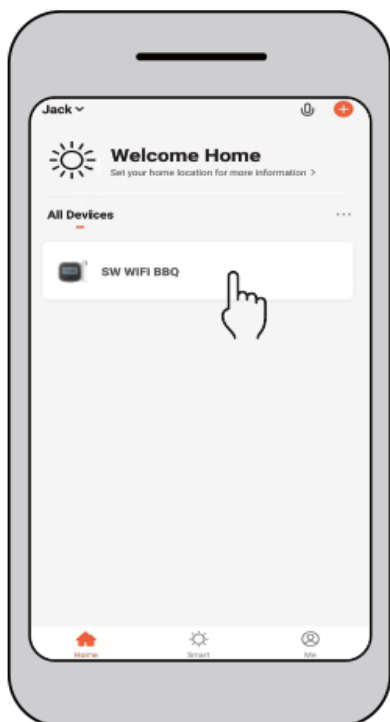 Jack
Welcome Home
Set your home location for more information >
All Devices
...
SW WIFI BBQ
Home
Smart
Me